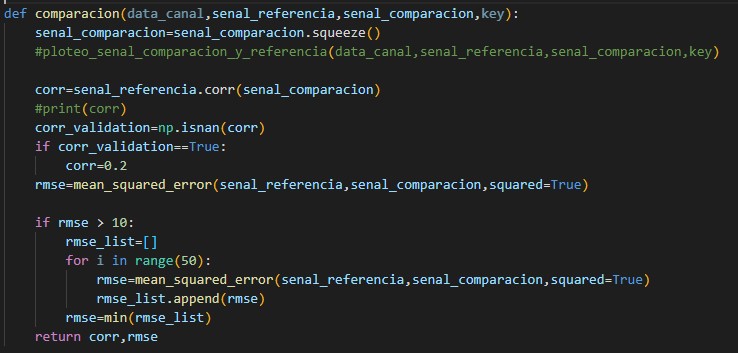 def comparacion(data_canal,senal_referencia,senal_comparacion,key):
    senal_comparacion=senal_comparacion.squeeze()
    #ploteo_senal_comparacion_y_referencia(data_canal,senal_referencia,senal_comparacion,key)
    corr=senal_referencia.corr(senal_comparacion)
    #print(corr)
    corr_validation=np.isnan(corr)
    if corr_validation==True:
        corr=0.2
    rmse=mean_squared_error(senal_referencia,senal_comparacion,squared=True)
    if rmse > 10:
        rmse_list=[]
        for i in range(50):
            rmse=mean_squared_error(senal_referencia,senal_comparacion,squared=True)
            rmse_list.append(rmse)
        rmse=min(rmse_list)
    return corr,rmse